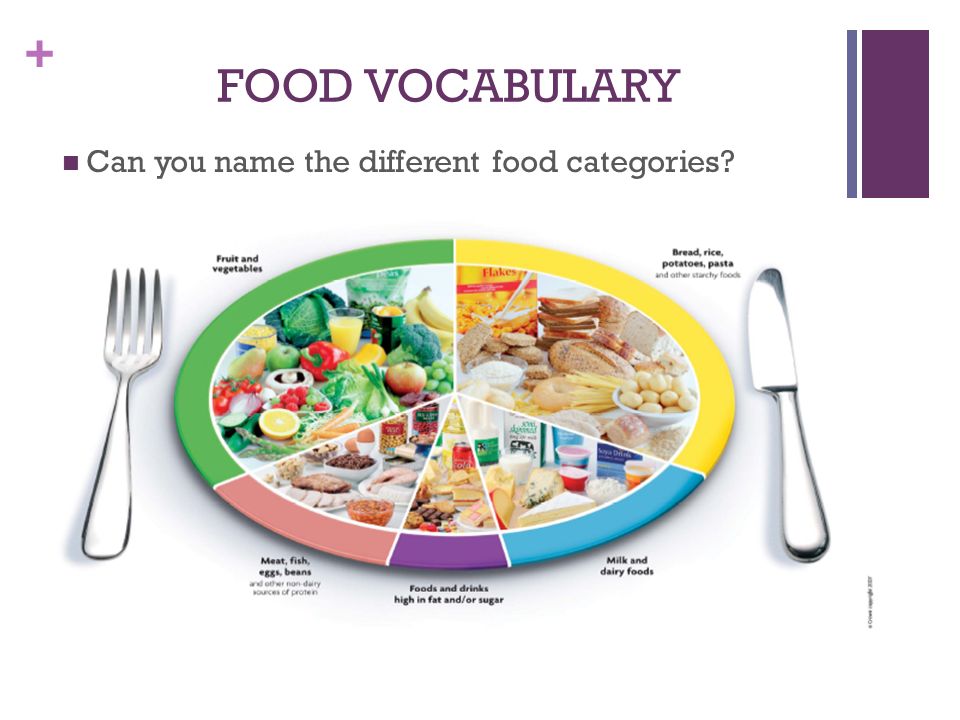 +
FOOD VOCABULARY
Can you name the different food categories?
Fruit and
vegetables
Bread, rice,
potatoes, pasta
and other starchy foods
Flakes
Soya Drink
Meat, fish,
eggs, beans
and other non-dairy
sources of protein
Foods and drinks
high in fat and/or sugar
Milk and
dairy foods
© Crown copyright 2007